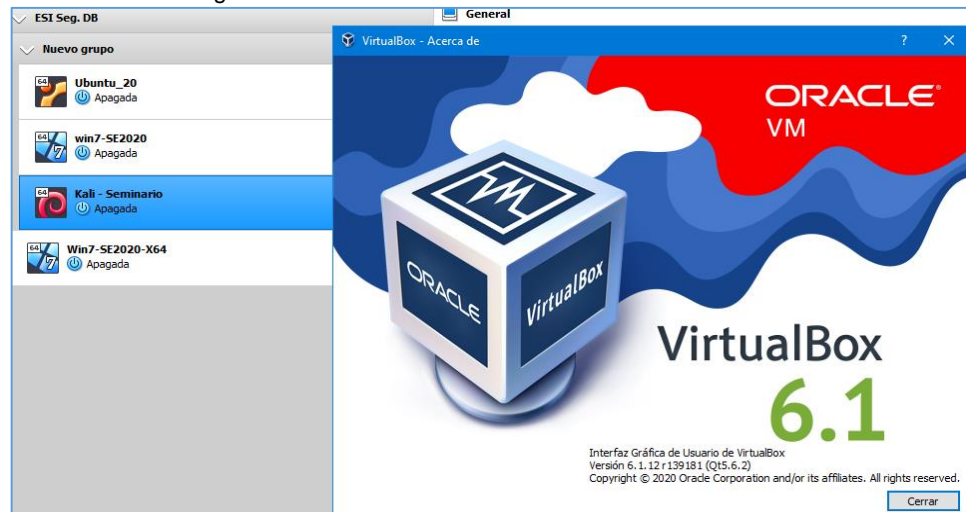 ESI Seg. DB
General
Nuevo grupo
VirtualBox - Acerca de
? 
64
Ubuntu_20
Apagada
64
7
win7-SE2020
Apagada
64
Kali - Seminario
Apagada
64
7
Win7-SE2020-X64
Apagada
ORACLE®
VM
ORACLE
VirtualBox
VirtualBox
6.1
Interfaz Gráfica de Usuario de VirtualBox
Versión 6.1.12 r139181 (Qt5.6.2)
Copyright © 2020 Oracle Corporation and/or its affiliates. All rights reserved.
Cerrar